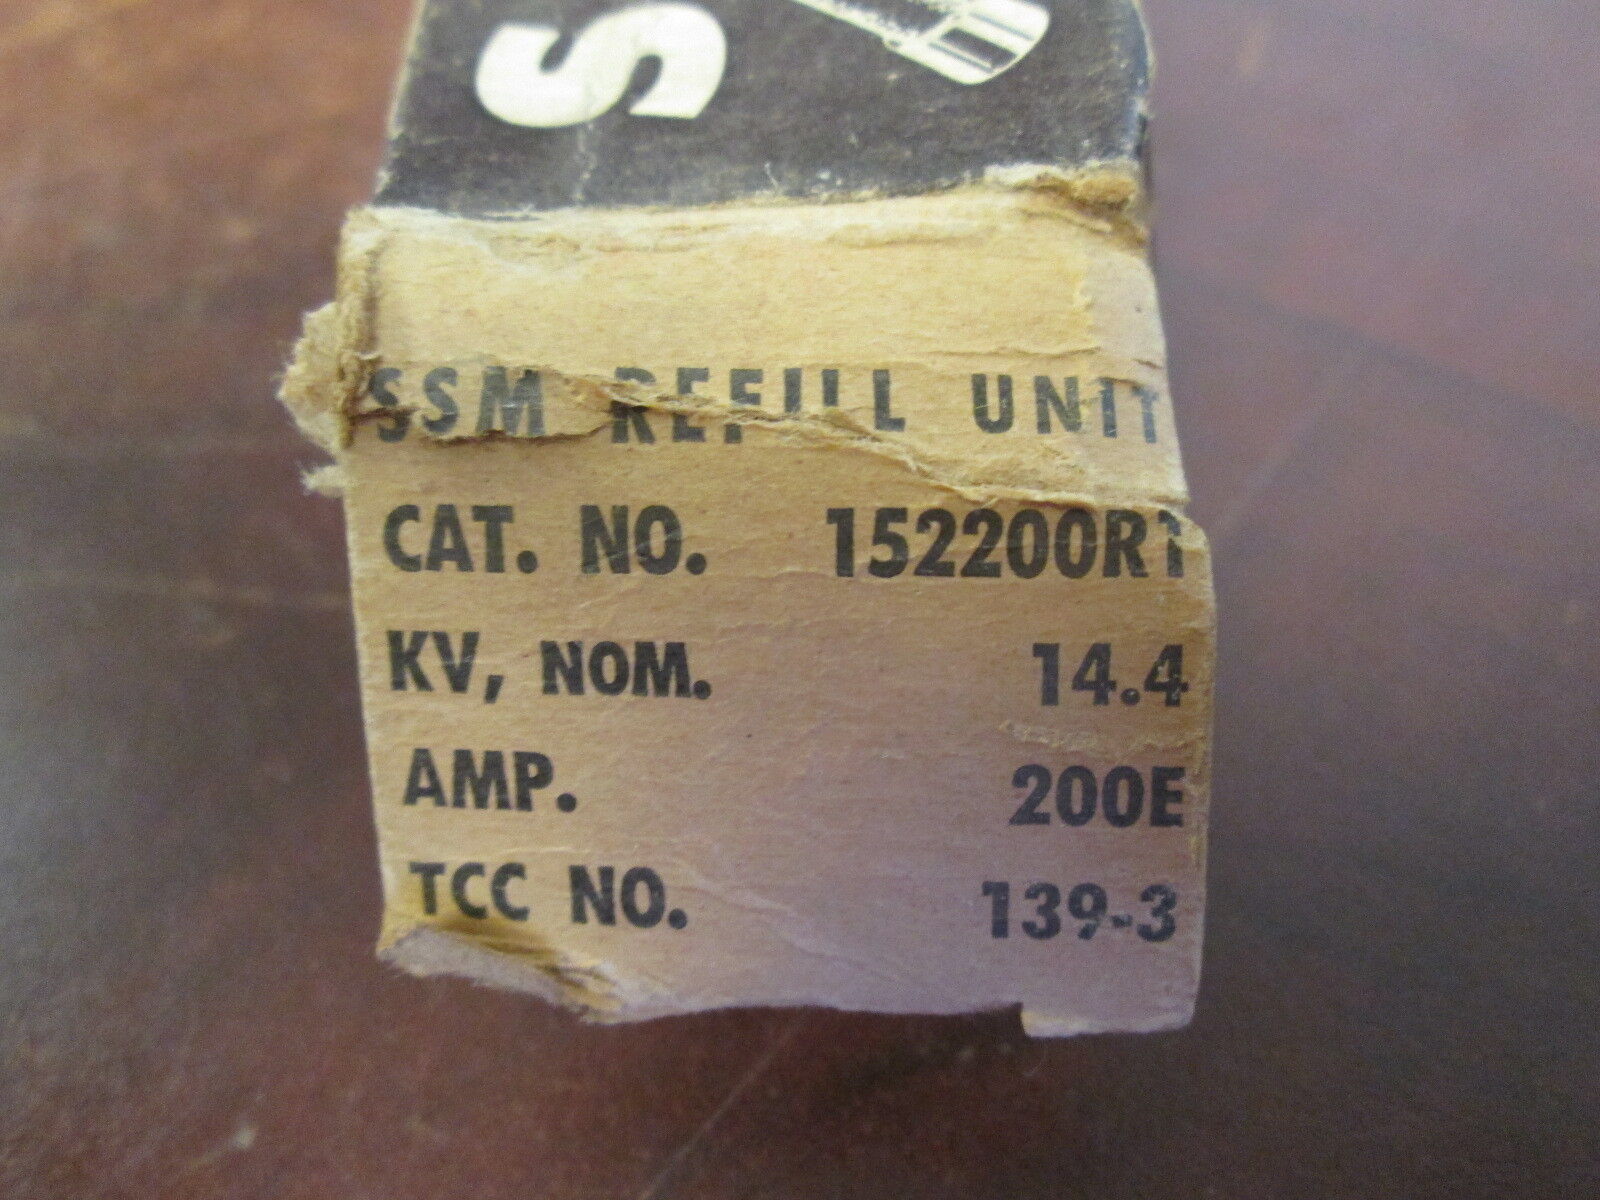 S
SSM REFILL UNIT
CAT. NO. 152200R1
KV, NOM. 14.4
AMP. 200E
TCC NO. 139-3